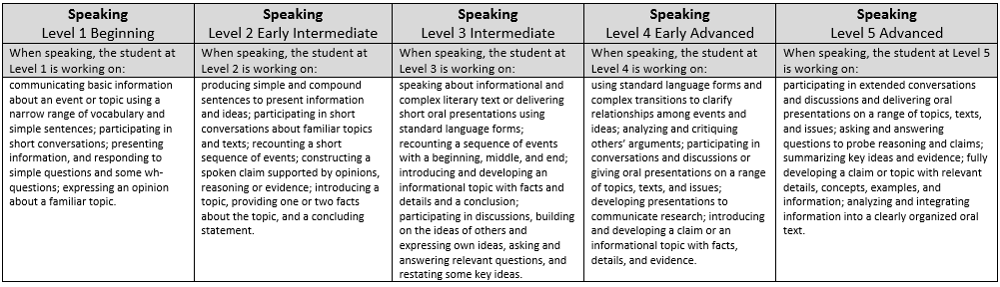 Speaking
Level 1 Beginning
When speaking, the student at
Level 1 is working on:
communicating basic information
about an event or topic using a
narrow range of vocabulary and
simple sentences; participating in
short conversations; presenting
information, and responding to
simple questions and some wh-
questions; expressing an opinion
about a familiar topic.
Speaking
Level 2 Early Intermediate
When speaking, the student at
Level 2 is working on:
producing simple and compound
sentences to present information
and ideas; participating in short
conversations about familiar topics
and texts; recounting a short
sequence of events; constructing a
spoken claim supported by opinions,
reasoning or evidence; introducing a
topic, providing one or two facts
about the topic, and a concluding
statement.
Speaking
Level 3 Intermediate
When speaking, the student at
Level 3 is working on:
speaking about informational and
complex literary text or delivering
short oral presentations using
standard language forms;
recounting a sequence of events
with a beginning, middle, and end;
introducing and developing an
informational topic with facts and
details and a conclusion;
participating in discussions, building
on the ideas of others and
expressing own ideas, asking and
answering relevant questions, and
restating some key ideas.
Speaking
Level 4 Early Advanced
When speaking, the student at
Level 4 is working on:
using standard language forms and
complex transitions to clarify
relationships among events and
ideas; analyzing and critiquing
others’ arguments; participating in
conversations and discussions or
giving oral presentations on a range
of topics, texts, and issues;
developing presentations to
communicate research; introducing
and developing a claim or an
informational topic with facts,
details, and evidence.
Speaking
Level 5 Advanced
When speaking, the student at Level 5
is working on:
participating in extended conversations
and discussions and delivering oral
presentations on a range of topics, texts,
and issues; asking and answering
questions to probe reasoning and claims;
summarizing key ideas and evidence; fully
developing a claim or topic with relevant
details, concepts, examples, and
information; analyzing and integrating
information into a clearly organized oral
text.